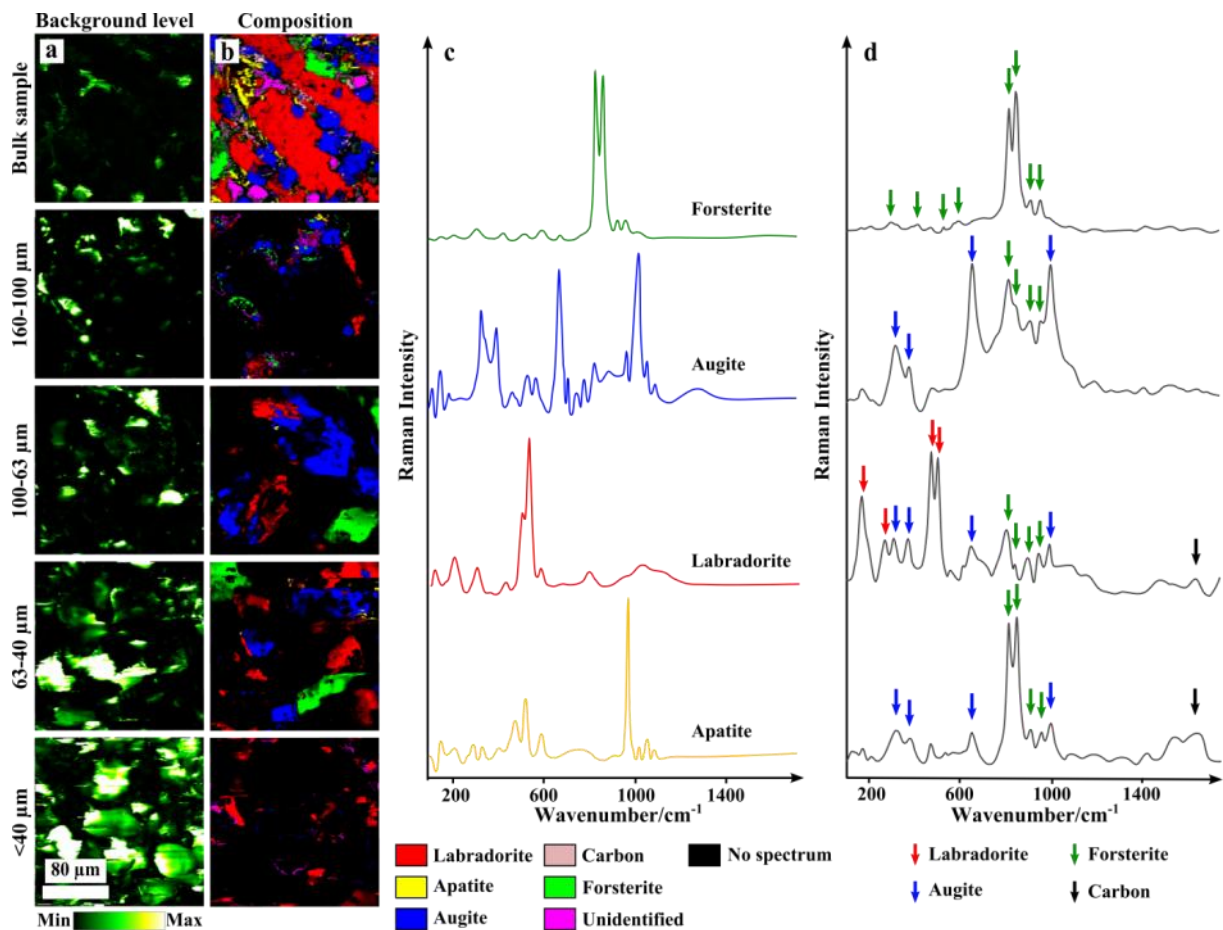 Background level
Composition
a
b
c
d
Bulk sample
160-100 µm
100-63 µm
63-40 µm
<40 µm
80 µm
Min
Max
Raman Intensity
Forsterite
Augite
Labradorite
Apatite
200
600
1000
1400
Wavenumber/cm⁻¹
Raman Intensity
200
600
1000
1400
Wavenumber/cm⁻¹
Labradorite
Carbon
No spectrum
Apatite
Forsterite
Augite
Unidentified
Labradorite
Forsterite
Augite
Carbon